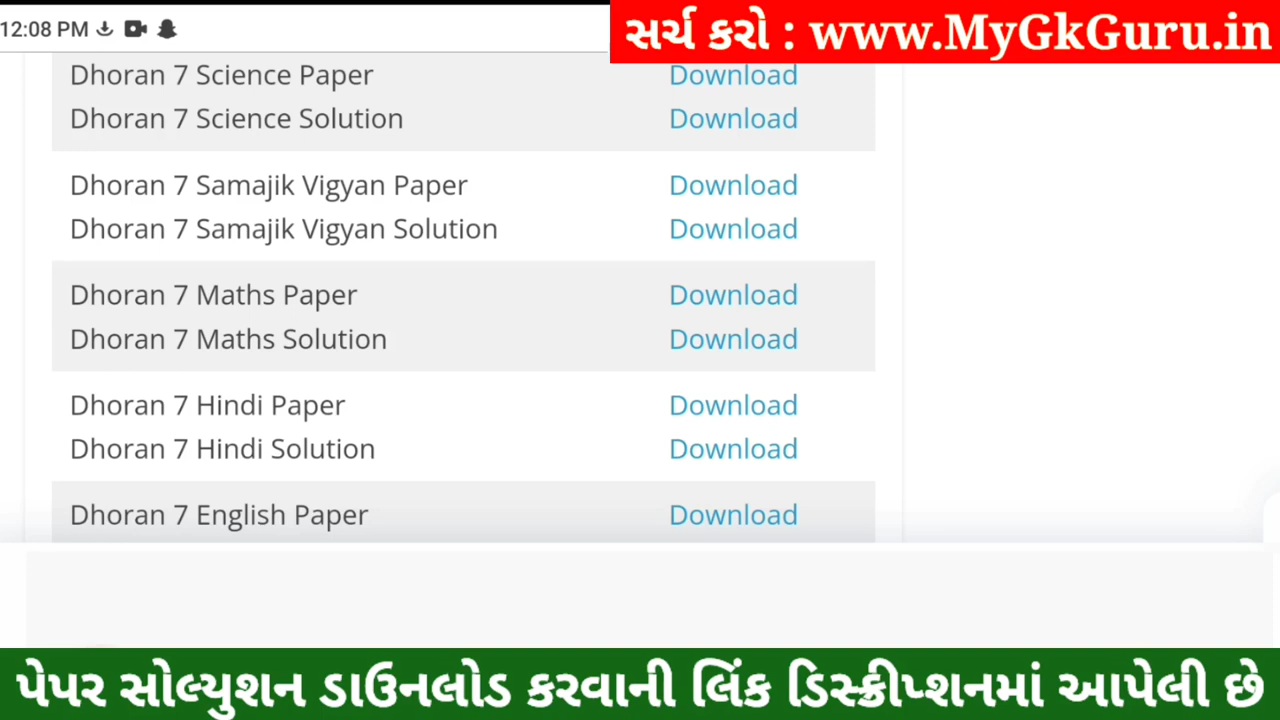 12:08 PM
સર્ચ કરો : www.MyGkGuru.in
Dhoran 7 Science Paper Download
Dhoran 7 Science Solution Download
Dhoran 7 Samajik Vigyan Paper Download
Dhoran 7 Samajik Vigyan Solution Download
Dhoran 7 Maths Paper Download
Dhoran 7 Maths Solution Download
Dhoran 7 Hindi Paper Download
Dhoran 7 Hindi Solution Download
Dhoran 7 English Paper Download
પેપર સોલ્યુશન ડાઉનલોડ કરવાની લિંક ડિસ્ક્રીપ્શનમાં આપેલી છે